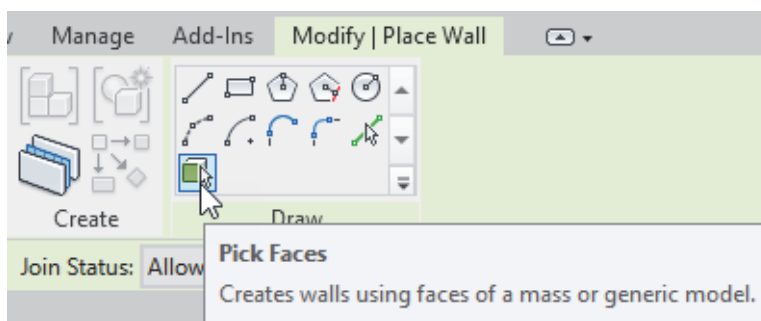 Manage Add-Ins Modify | Place Wall
Create Draw
Join Status: Allow
Pick Faces
Creates walls using faces of a mass or generic model.